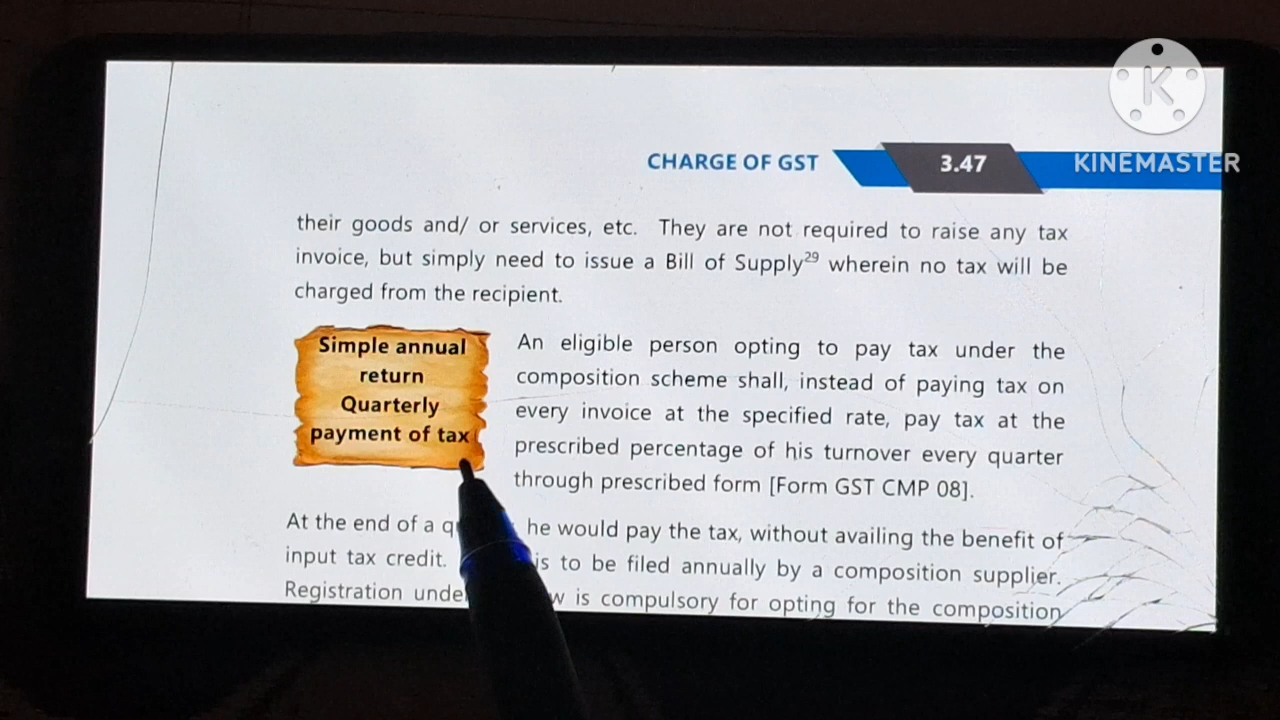 K
KINEMASTER
CHARGE OF GST 3.47
their goods and/ or services, etc. They are not required to raise any tax
invoice, but simply need to issue a Bill of Supply29 wherein no tax will be
charged from the recipient.
Simple annual
return
Quarterly
payment of tax
An eligible person opting to pay tax under the
composition scheme shall, instead of paying tax on
every invoice at the specified rate, pay tax at the
prescribed percentage of his turnover every quarter
through prescribed form [Form GST CMP 08].
At the end of a he would pay the tax, without availing the benefit of
input tax credit. is to be filed annually by a composition supplier.
Registration is compulsory for opting for the composition